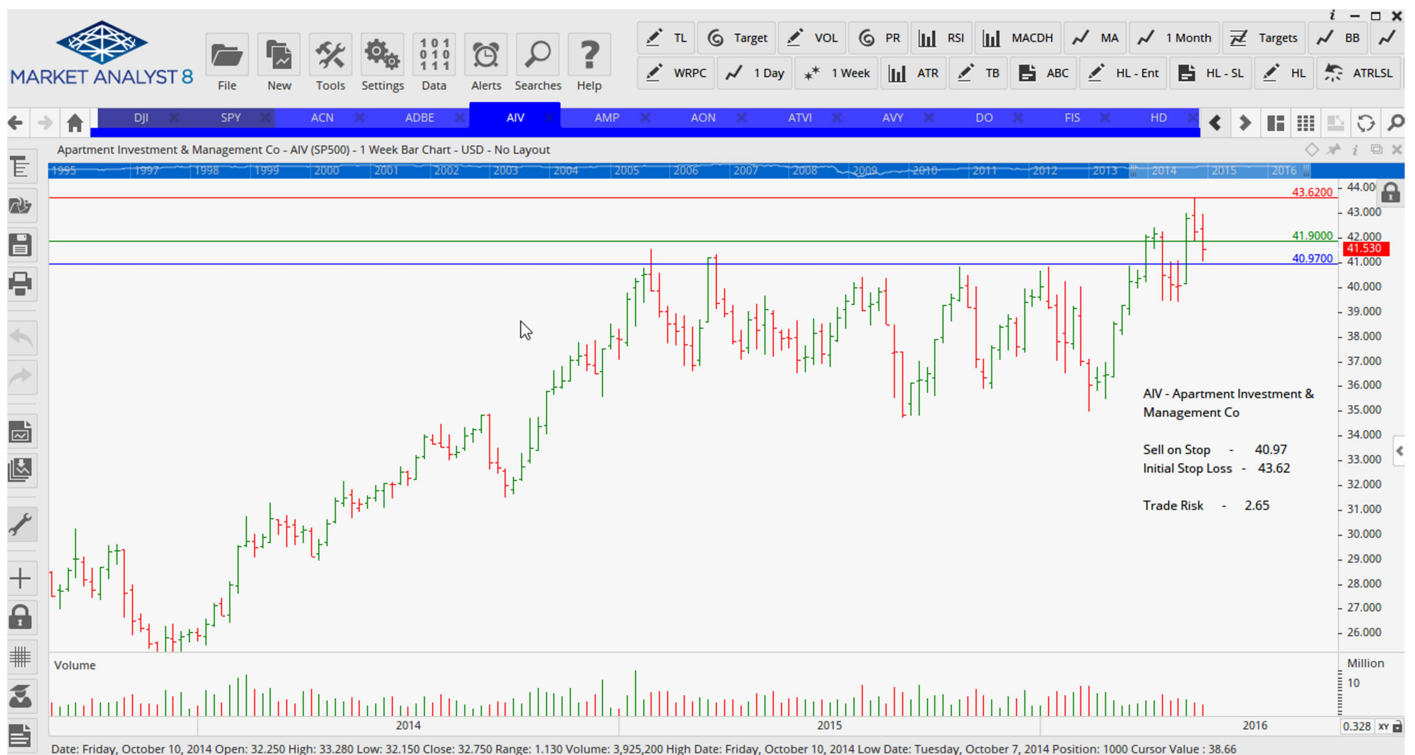 i
MARKET ANALYST 8
File New Tools Settings Data Alerts Searches Help
101
010
111
TL Target VOL PR RSI MACDH MA 1 Month Targets BB
WRPC 1 Day 1 Week ATR TB ABC HL - Ent HL - SL HL ATRLSL
DJI SPY ACN ADBE AIV AMP AON ATVI AVY DO FIS HD
Apartment Investment & Management Co - AIV (SP500) - 1 Week Bar Chart - USD - No Layout
1995 1997 1998 1999 2000 2001 2002 2003 2004 2005 2006 2007 2008 2009 2010 2011 2012 2013 2014 2015 2016
43.6200
41.9000
40.9700
44.00
43.000
42.000
41.530
41.000
40.000
39.000
38.000
37.000
36.000
35.000
34.000
33.000
32.000
31.000
30.000
29.000
28.000
27.000
26.000
AIV - Apartment Investment &
Management Co
Sell on Stop - 40.97
Initial Stop Loss - 43.62
Trade Risk - 2.65
Volume
Million
10
2014 2015 2016
0.328 XY
Date: Friday, October 10, 2014 Open: 32.250 High: 33.280 Low: 32.150 Close: 32.750 Range: 1.130 Volume: 3,925,200 High Date: Friday, October 10, 2014 Low Date: Tuesday, October 7, 2014 Position: 1000 Cursor Value : 38.66